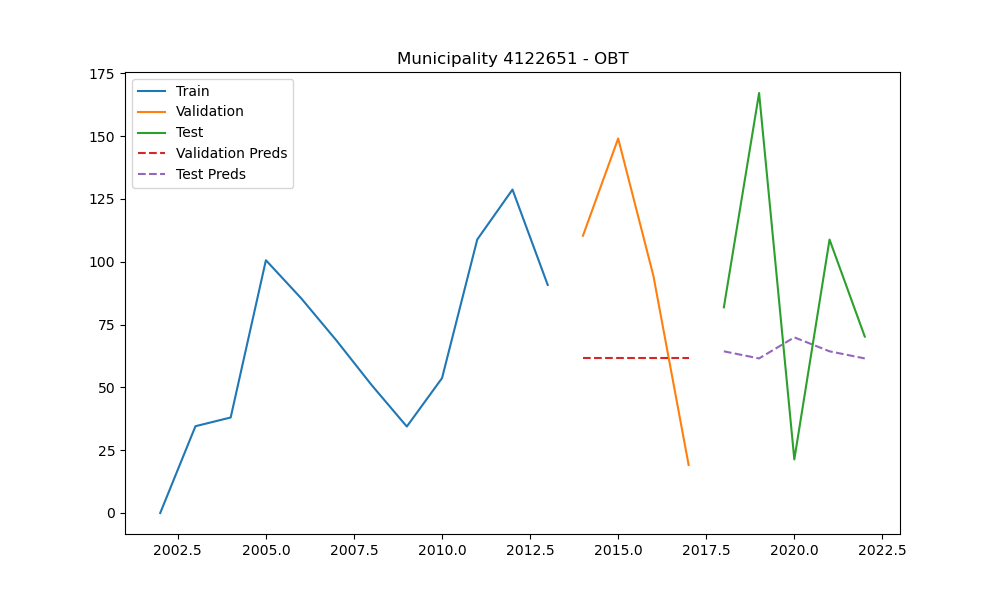 Municipality 4122651 - OBT
175
150
125
100
75
50
25
0
Train
Validation
Test
Validation Preds
Test Preds
2002.5 2005.0 2007.5 2010.0 2012.5 2015.0 2017.5 2020.0 2022.5